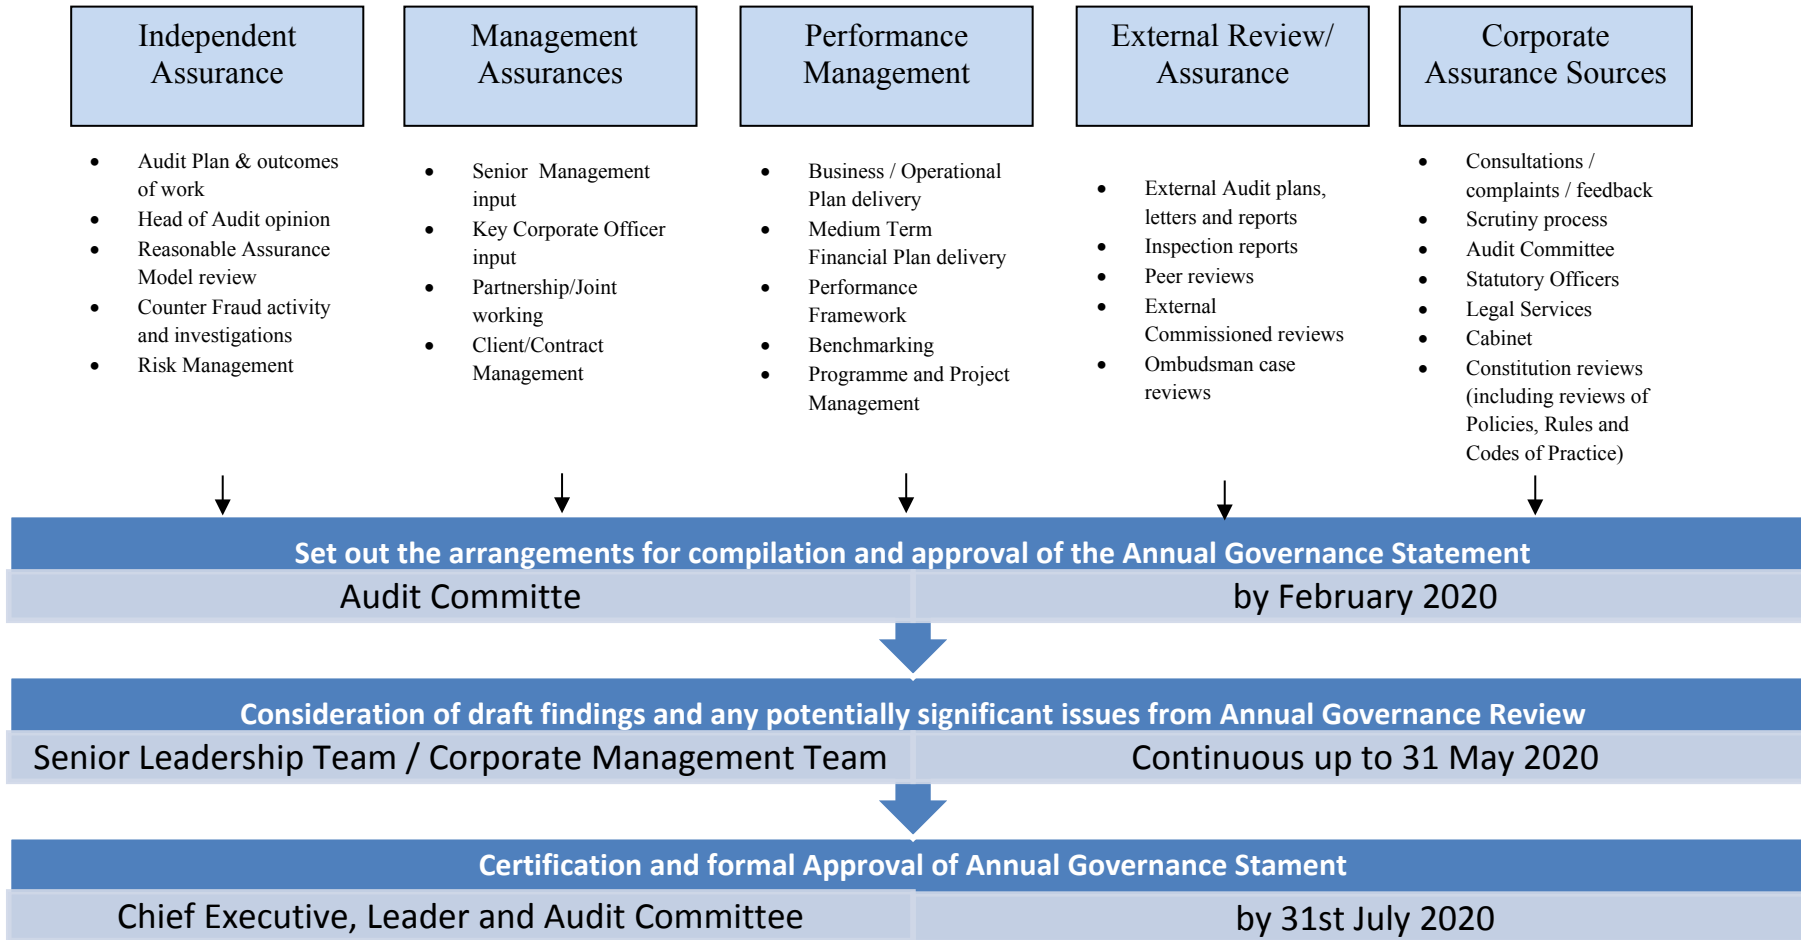 Independent
Assurance
Management
Assurances
Performance
Management
External Review/
Assurance
Corporate
Assurance Sources
• Audit Plan & outcomes
of work
• Head of Audit opinion
• Reasonable Assurance
Model review
• Counter Fraud activity
and investigations
• Risk Management
• Senior Management
input
• Key Corporate Officer
input
• Partnership/Joint
working
• Client/Contract
Management
• Business / Operational
Plan delivery
• Medium Term
Financial Plan delivery
• Performance
Framework
• Benchmarking
• Programme and Project
Management
• External Audit plans,
letters and reports
• Inspection reports
• Peer reviews
• External
Commissioned reviews
• Ombudsman case
reviews
• Consultations /
complaints / feedback
• Scrutiny process
• Audit Committee
• Statutory Officers
• Legal Services
• Cabinet
• Constitution reviews
(including reviews of
Policies, Rules and
Codes of Practice)
Set out the arrangements for compilation and approval of the Annual Governance Statement
Audit Committe
by February 2020
Consideration of draft findings and any potentially significant issues from Annual Governance Review
Senior Leadership Team / Corporate Management Team
Continuous up to 31 May 2020
Certification and formal Approval of Annual Governance Stament
Chief Executive, Leader and Audit Committee
by 31st July 2020